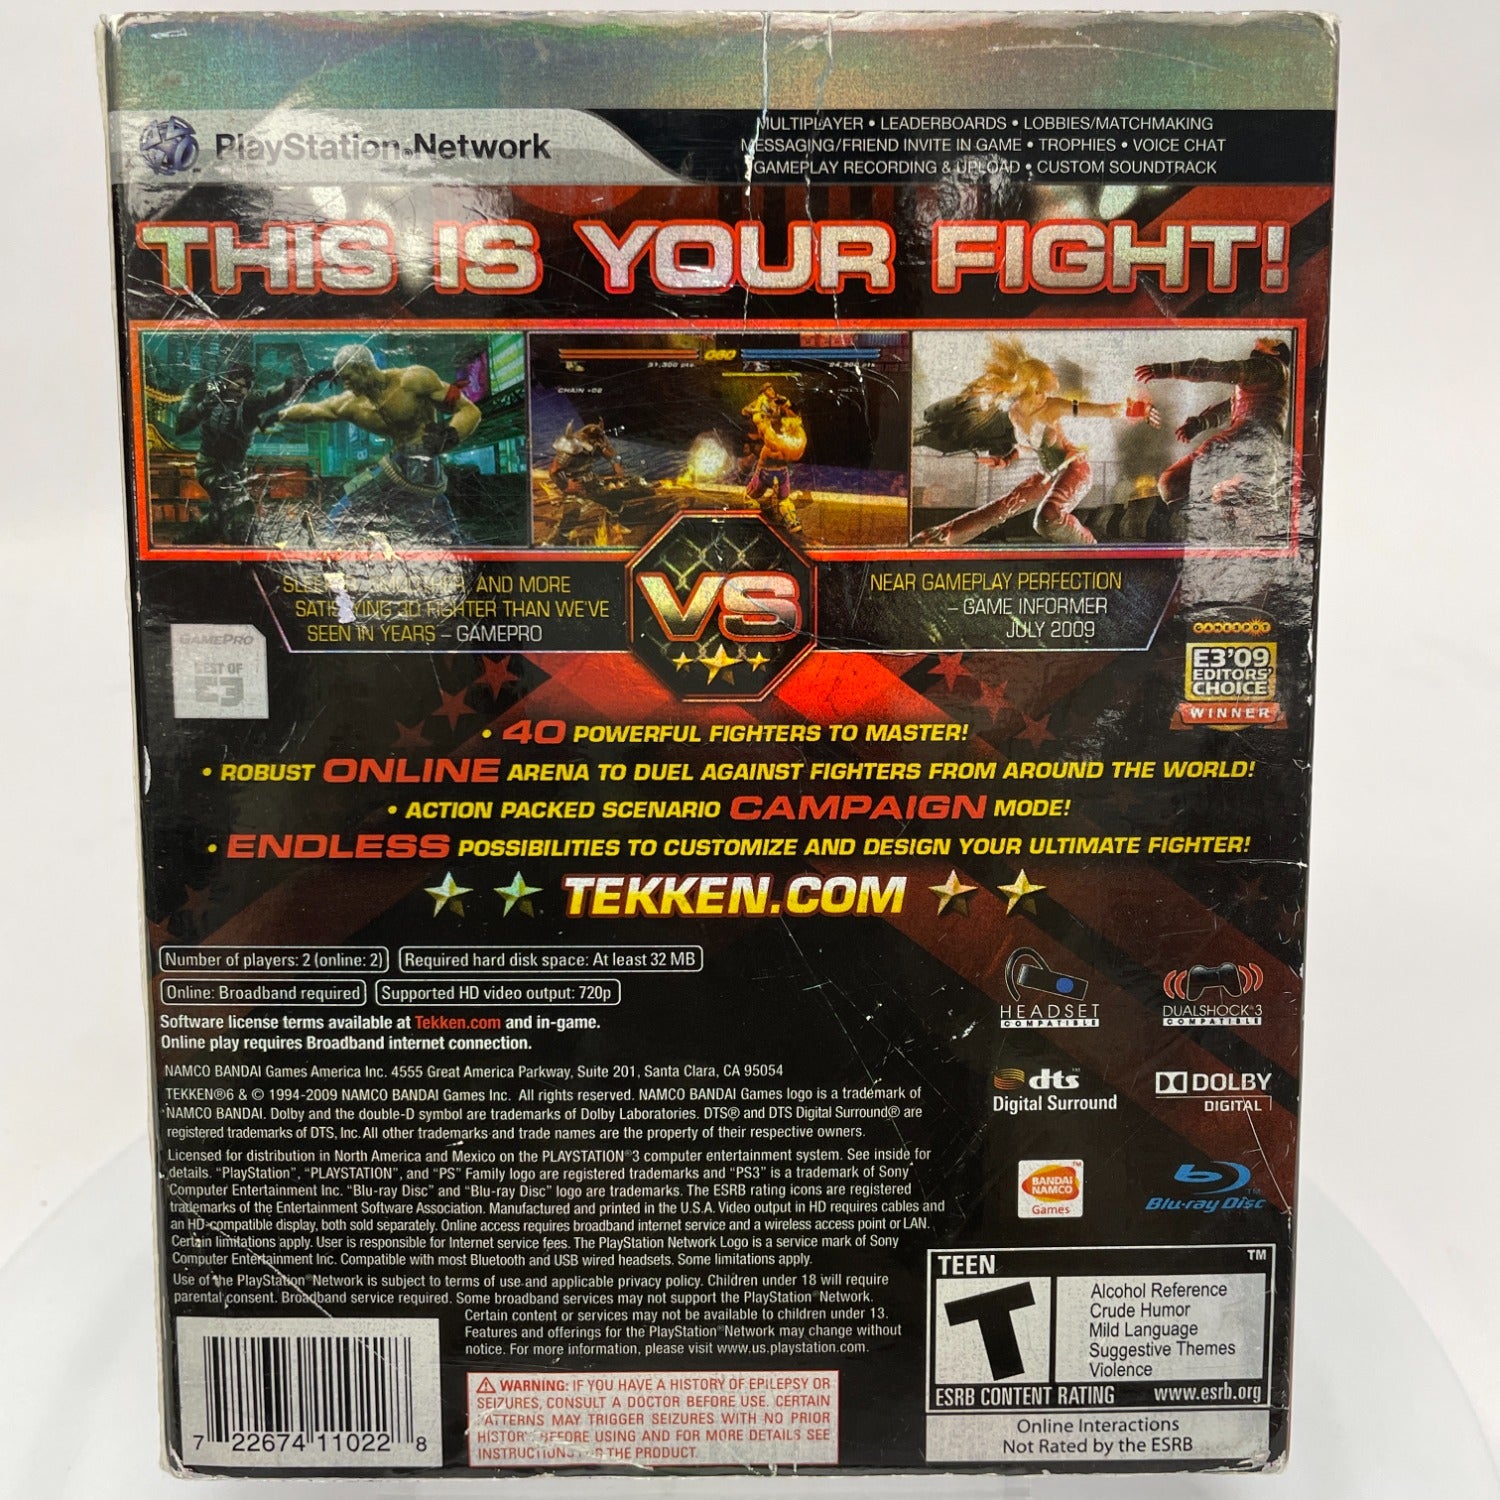 PlayStation®Network
MULTIPLAYER • LEADERBOARDS • LOBBIES/MATCHMAKING
MESSAGING/FRIEND INVITE IN GAME • TROPHIES • VOICE CHAT
GAMEPLAY RECORDING & UPLOAD • CUSTOM SOUNDTRACK
THIS IS YOUR FIGHT!
31,300 pts
060
24,300 pts
CHAIN +02
AND MORE
3D FIGHTER THAN WE'VE
SEEN IN YEARS – GAMEPRO
VS
NEAR GAMEPLAY PERFECTION
– GAME INFORMER
JULY 2009
GAMEPRO
BEST OF
E3
GAMESPOT
E3'09
EDITORS'
CHOICE
WINNER
• 40 POWERFUL FIGHTERS TO MASTER!
• ROBUST ONLINE ARENA TO DUEL AGAINST FIGHTERS FROM AROUND THE WORLD!
• ACTION PACKED SCENARIO CAMPAIGN MODE!
• ENDLESS POSSIBILITIES TO CUSTOMIZE AND DESIGN YOUR ULTIMATE FIGHTER!
TEKKEN.COM
Number of players: 2 (online: 2) Required hard disk space: At least 32 MB
Online: Broadband required Supported HD video output: 720p
Software license terms available at Tekken.com and in-game.
Online play requires Broadband internet connection.
NAMCO BANDAI Games America Inc. 4555 Great America Parkway, Suite 201, Santa Clara, CA 95054
TEKKEN®6 & © 1994-2009 NAMCO BANDAI Games Inc. All rights reserved. NAMCO BANDAI Games logo is a trademark of
NAMCO BANDAI. Dolby and the double-D symbol are trademarks of Dolby Laboratories. DTS® and DTS Digital Surround® are
registered trademarks of DTS, Inc. All other trademarks and trade names are the property of their respective owners.
Licensed for distribution in North America and Mexico on the PLAYSTATION®3 computer entertainment system. See inside for
details. "PlayStation", "PLAYSTATION", and "PS" Family logo are registered trademarks and "PS3" is a trademark of Sony
Computer Entertainment Inc. "Blu-ray Disc" and "Blu-ray Disc" logo are trademarks. The ESRB rating icons are registered
trademarks of the Entertainment Software Association. Manufactured and printed in the U.S.A. Video output in HD requires cables and
an HD-compatible display, both sold separately. Online access requires broadband internet service and a wireless access point or LAN.
Certain limitations apply. User is responsible for Internet service fees. The PlayStation Network Logo is a service mark of Sony
Computer Entertainment Inc. Compatible with most Bluetooth and USB wired headsets. Some limitations apply.
Use of the PlayStation®Network is subject to terms of use and applicable privacy policy. Children under 18 will require
parental consent. Broadband service required. Some broadband services may not support the PlayStation®Network.
Certain content or services may not be available to children under 13.
Features and offerings for the PlayStation®Network may change without
notice. For more information, please visit www.us.playstation.com.
HEADSET
COMPATIBLE
DUALSHOCK®3
COMPATIBLE
dts
Digital Surround
DOLBY
DIGITAL
BANDAI
NAMCO
Games
Blu-ray Disc
TEEN ™
T
Alcohol Reference
Crude Humor
Mild Language
Suggestive Themes
Violence
ESRB CONTENT RATING www.esrb.org
Online Interactions
Not Rated by the ESRB
WARNING: IF YOU HAVE A HISTORY OF EPILEPSY OR
SEIZURES, CONSULT A DOCTOR BEFORE USE. CERTAIN
PATTERNS MAY TRIGGER SEIZURES WITH NO PRIOR
HISTORY. BEFORE USING AND FOR MORE DETAILS SEE
INSTRUCTIONS THE PRODUCT.
7 22674 11022 8